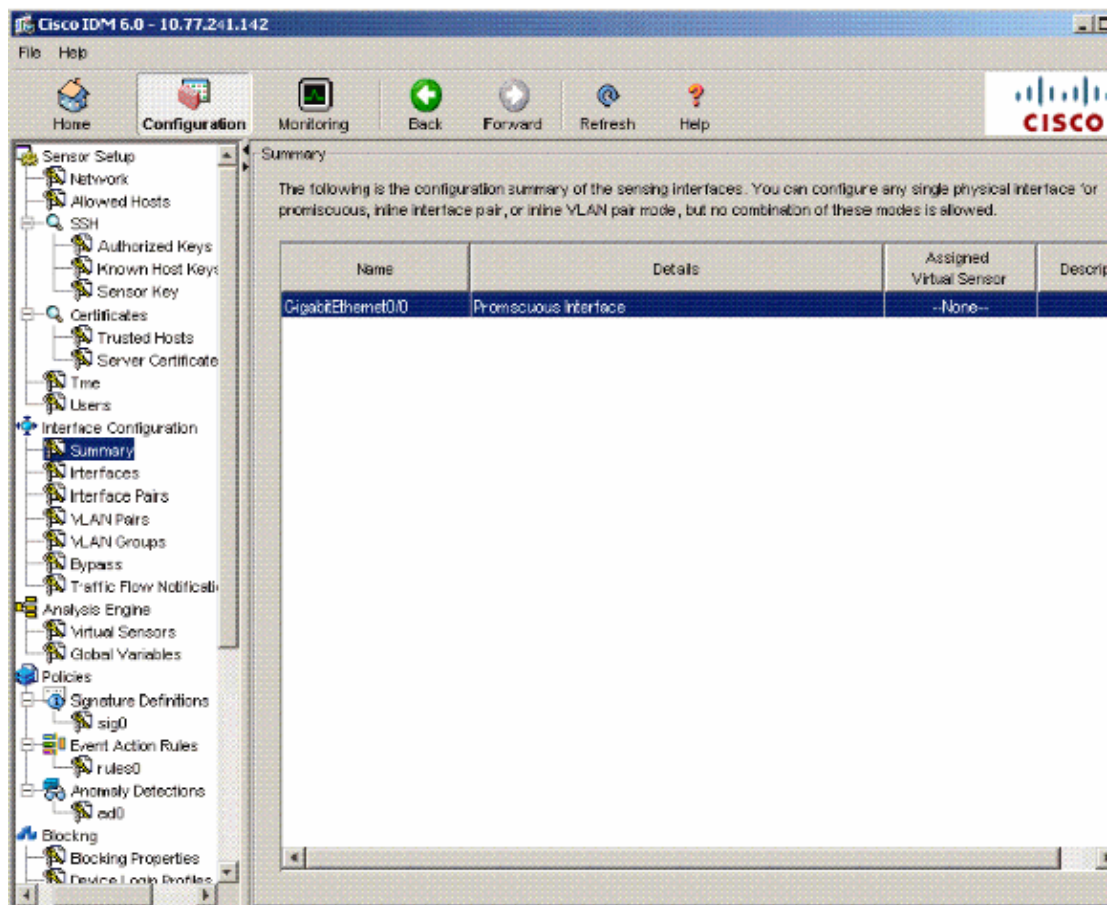 Cisco IDM 6.0 - 10.77.241.142
File Help
Home Configuration Monitoring Back Forward Refresh Help
CISCO
Sensor Setup
Network
Allowed Hosts
SSH
Authorized Keys
Known Host Keys
Sensor Key
Certificates
Trusted Hosts
Server Certificate
Time
Users
Interface Configuration
Summary
Interfaces
Interface Pairs
VLAN Pairs
VLAN Groups
Bypass
Traffic Flow Notificati
Analysis Engine
Virtual Sensors
Global Variables
Policies
Signature Definitions
sig0
Event Action Rules
rules0
Anomaly Detections
ad0
Blocking
Blocking Properties
Device Login Profiles
Summary
The following is the configuration summary of the sensing interfaces. You can configure any single physical interface for
promiscuous, inline interface pair, or inline VLAN pair mode, but no combination of these modes is allowed.
Name Details Assigned Virtual Sensor Descrip
GigabitEthernet0/0 Promiscuous Interface --None--